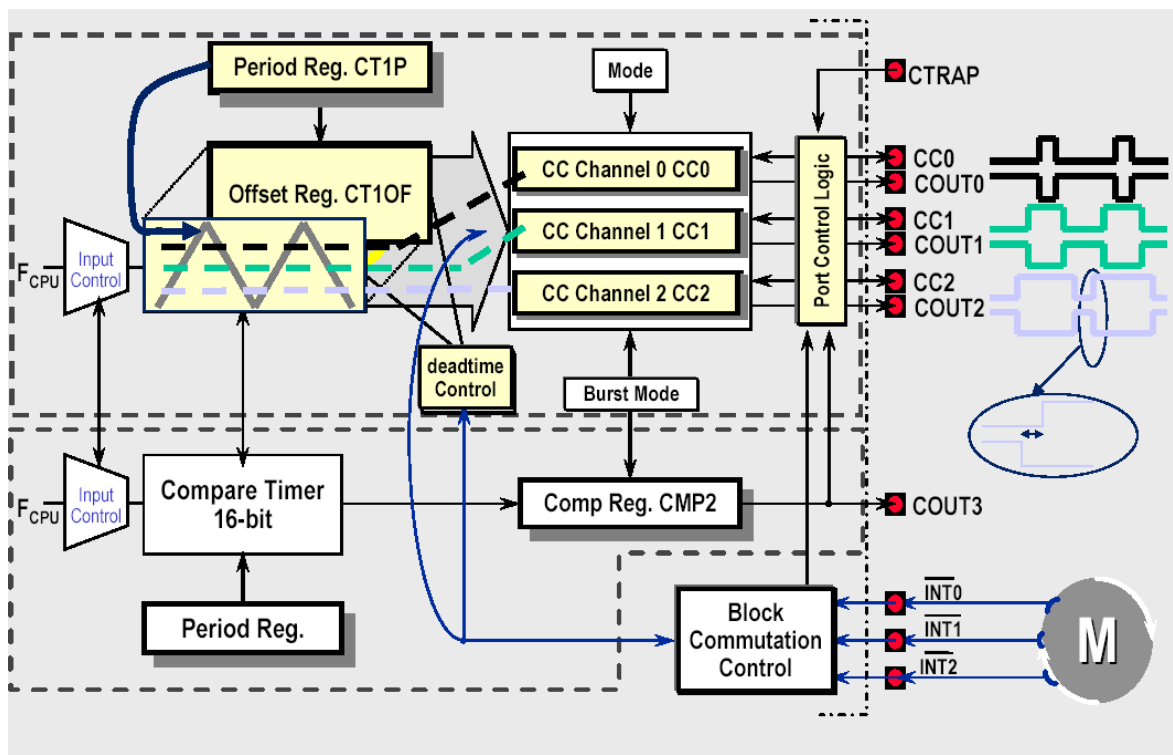 Period Reg. CT1P
Mode
CTRAP
Offset Reg. CT1OF
CC Channel 0 CC0
CC Channel 1 CC1
CC Channel 2 CC2
Port Control Logic
CC0
COUT0
CC1
COUT1
CC2
COUT2
FCPU
Input
Control
deadtime
Control
Burst Mode
FCPU
Input
Control
Compare Timer
16-bit
Comp Reg. CMP2
COUT3
Period Reg.
Block
Commutation
Control
INT0
INT1
INT2
M